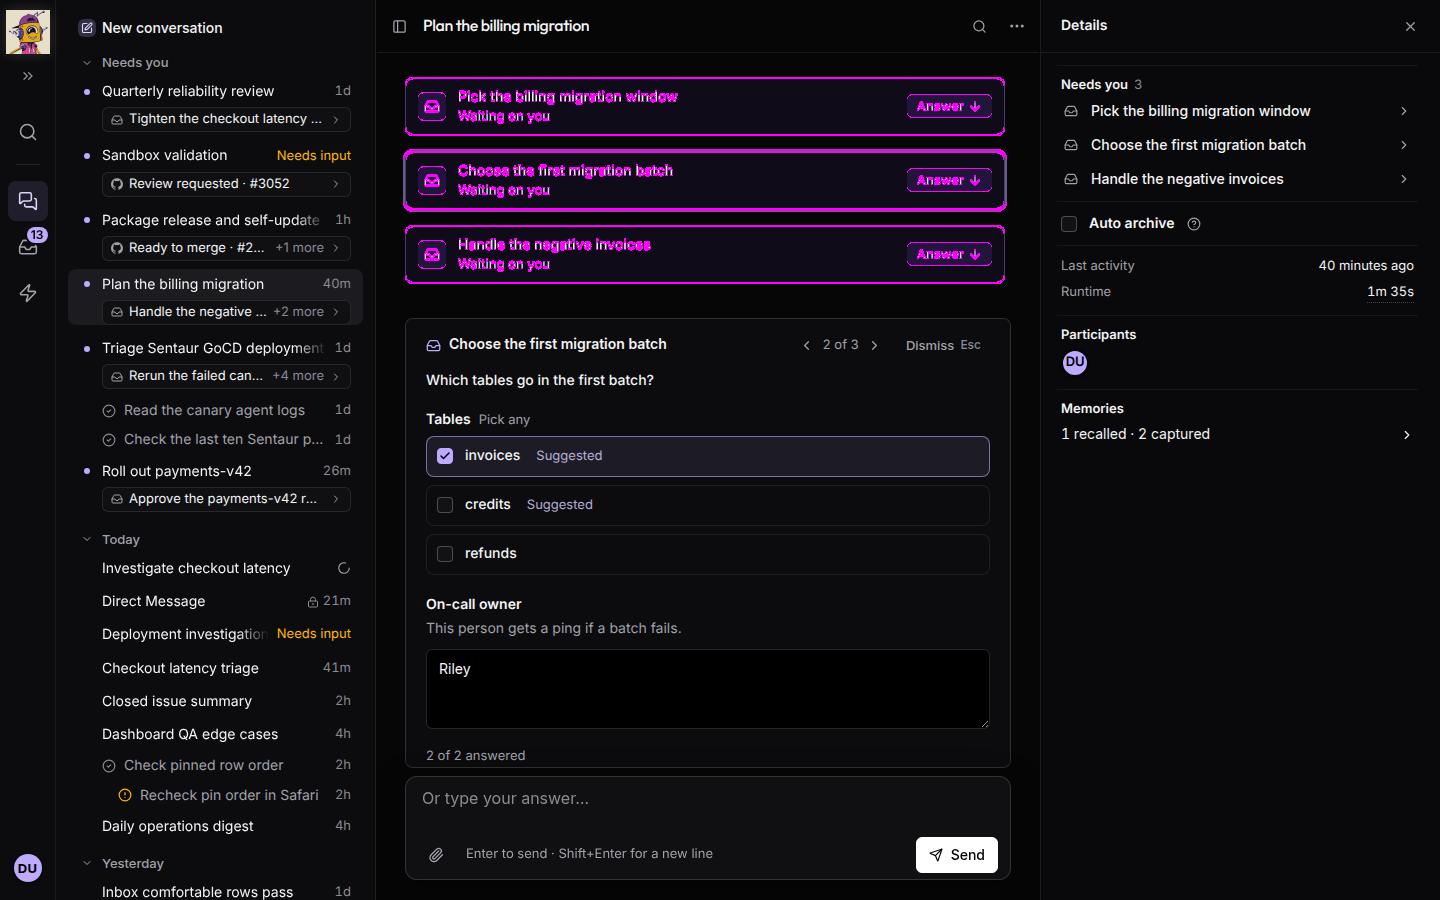 New conversation
Needs you
Quarterly reliability review 1d
Tighten the checkout latency ...
Sandbox validation Needs input
Review requested · #3052
Package release and self-update 1h
Ready to merge · #2... +1 more
Plan the billing migration 40m
Handle the negative ... +2 more
Triage Sentaur GoCD deployment 1d
Rerun the failed can... +4 more
Read the canary agent logs 1d
Check the last ten Sentaur p... 1d
Roll out payments-v42 26m
Approve the payments-v42 r...
Today
Investigate checkout latency
Direct Message 21m
Deployment investigation Needs input
Checkout latency triage 41m
Closed issue summary 2h
Dashboard QA edge cases 4h
Check pinned row order 2h
Recheck pin order in Safari 2h
Daily operations digest 4h
Yesterday
Inbox comfortable rows pass 1d
13
DU
Plan the billing migration
Pick the billing migration window
Waiting on you
Answer
Choose the first migration batch
Waiting on you
Answer
Handle the negative invoices
Waiting on you
Answer
Choose the first migration batch 2 of 3 Dismiss Esc
Which tables go in the first batch?
Tables Pick any
invoices Suggested
credits Suggested
refunds
On-call owner
This person gets a ping if a batch fails.
Riley
2 of 2 answered
Or type your answer...
Enter to send · Shift+Enter for a new line
Send
Details
Needs you 3
Pick the billing migration window
Choose the first migration batch
Handle the negative invoices
Auto archive
Last activity 40 minutes ago
Runtime 1m 35s
Participants
DU
Memories
1 recalled · 2 captured